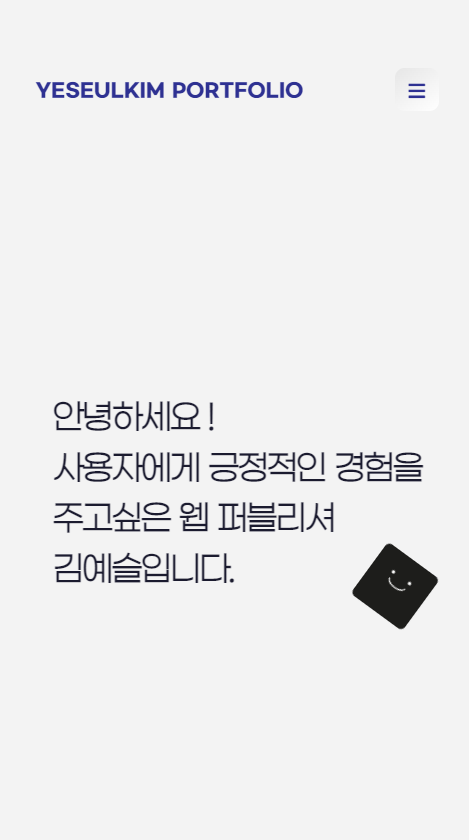 YESEULKIM PORTFOLIO
안녕하세요 !
사용자에게 긍정적인 경험을
주고싶은 웹 퍼블리셔
김예슬입니다.